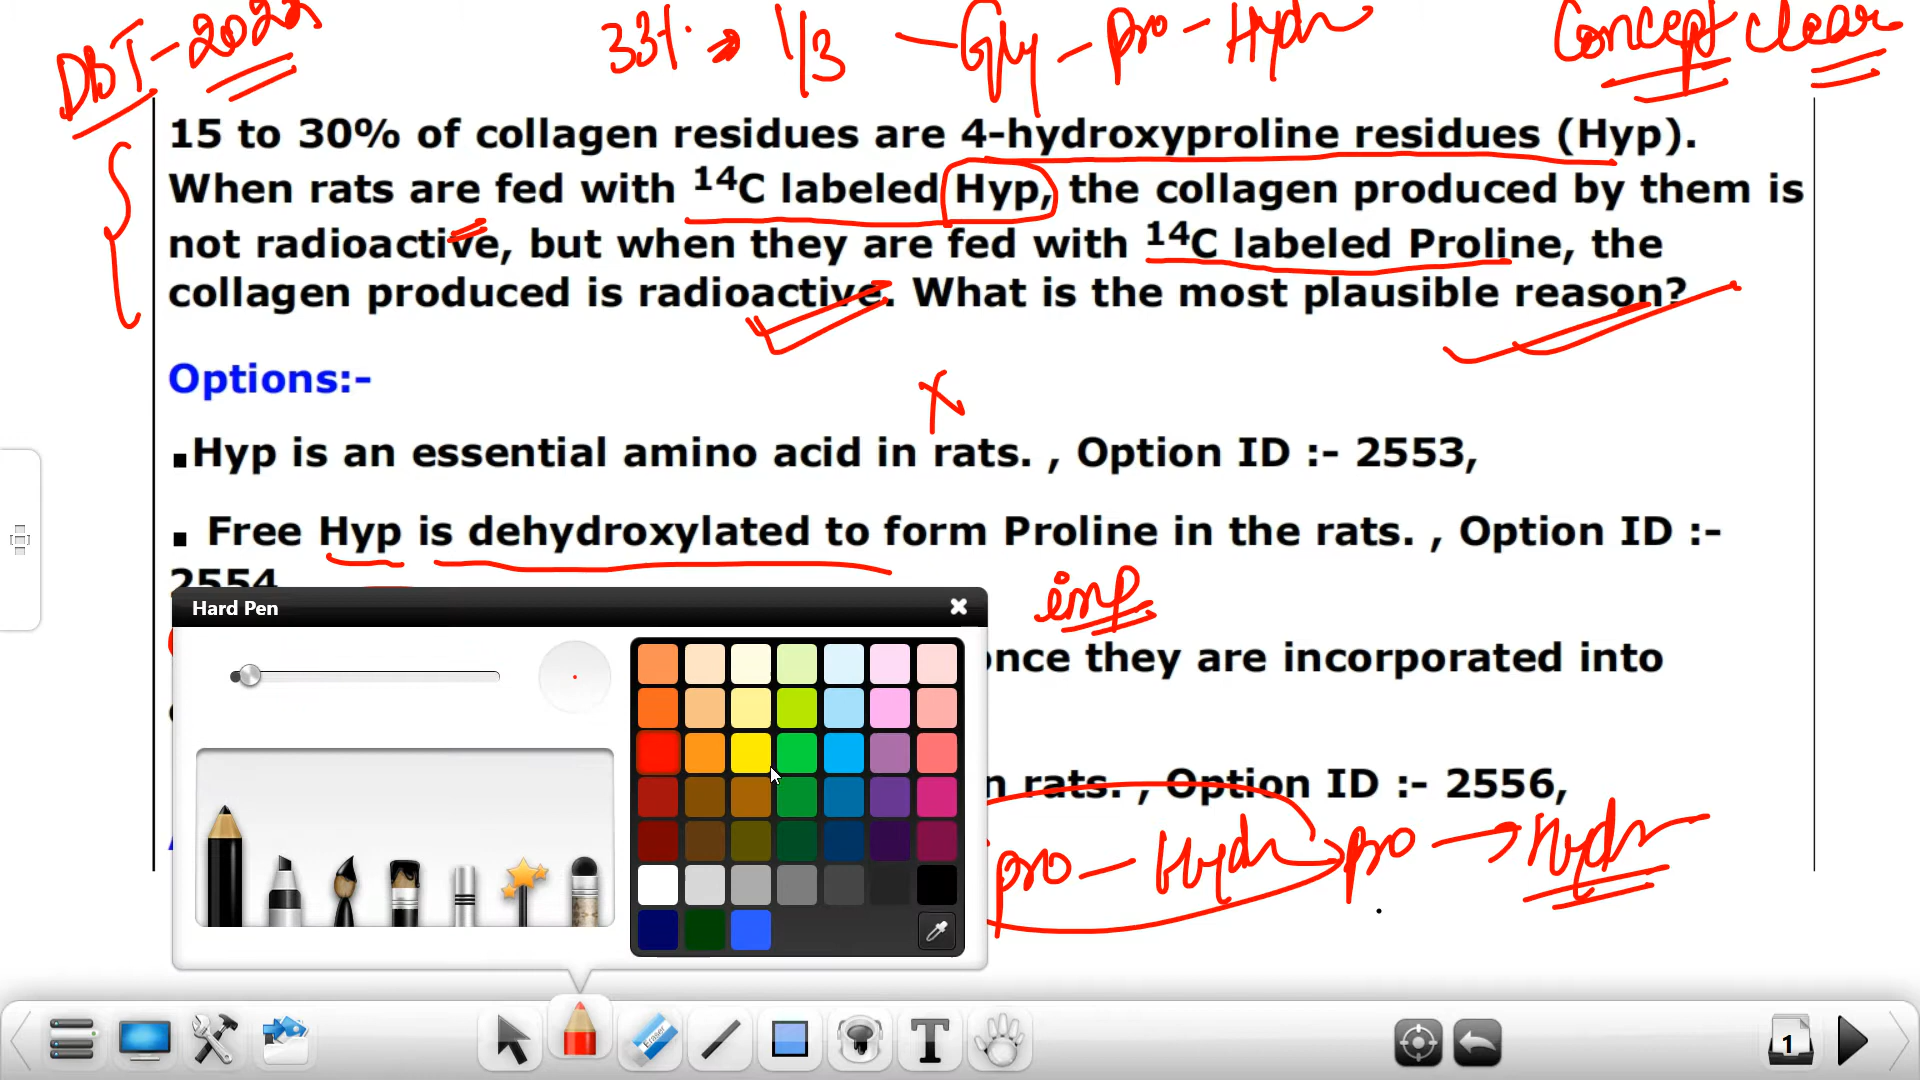 DBT-2022
33% → 1/3 - Gly - Pro - Hydr
Concept clear
15 to 30% of collagen residues are 4-hydroxyproline residues (Hyp).
When rats are fed with 14C labeled Hyp, the collagen produced by them is
not radioactive, but when they are fed with 14C labeled Proline, the
collagen produced is radioactive. What is the most plausible reason?
Options:-
x
▪Hyp is an essential amino acid in rats. , Option ID :- 2553,
▪ Free Hyp is dehydroxylated to form Proline in the rats. , Option ID :-
2554
Hard Pen
imp
once they are incorporated into
n rats. , Option ID :- 2556,
pro - Hydr → pro → Hydr
Eraser
T
1